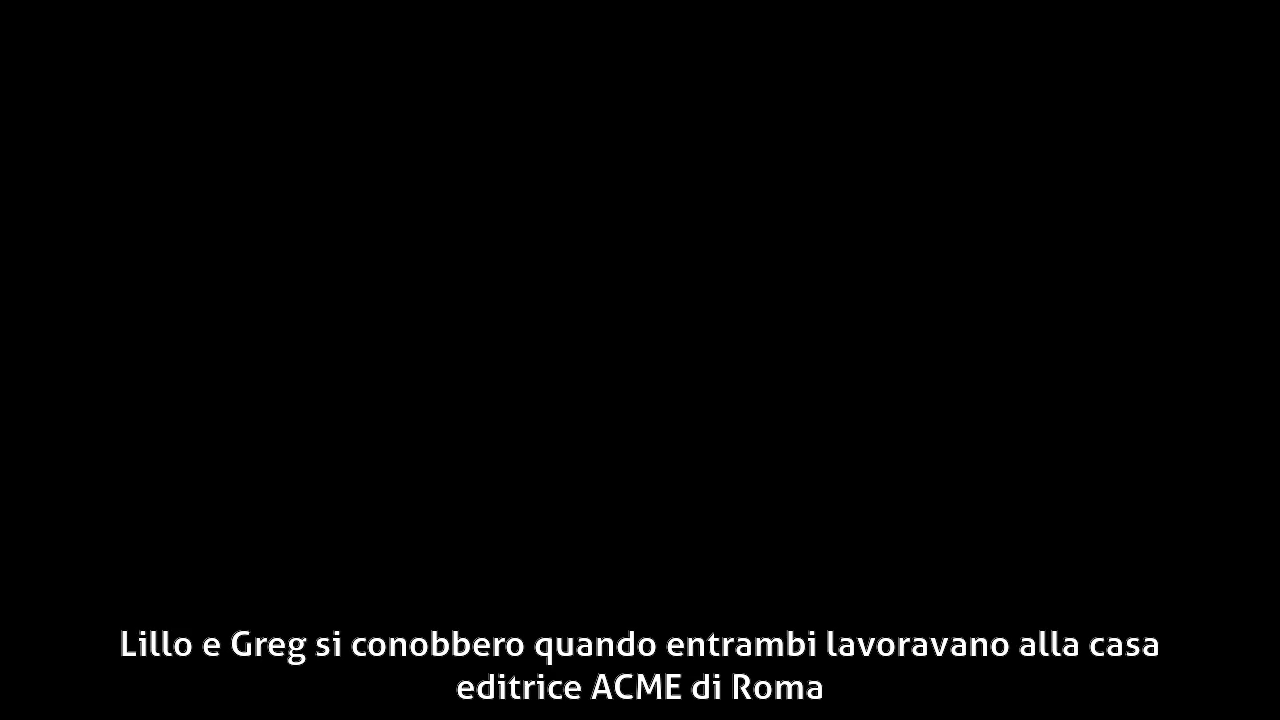 Lillo e Greg si conobbero quando entrambi lavoravano alla casa
editrice ACME di Roma